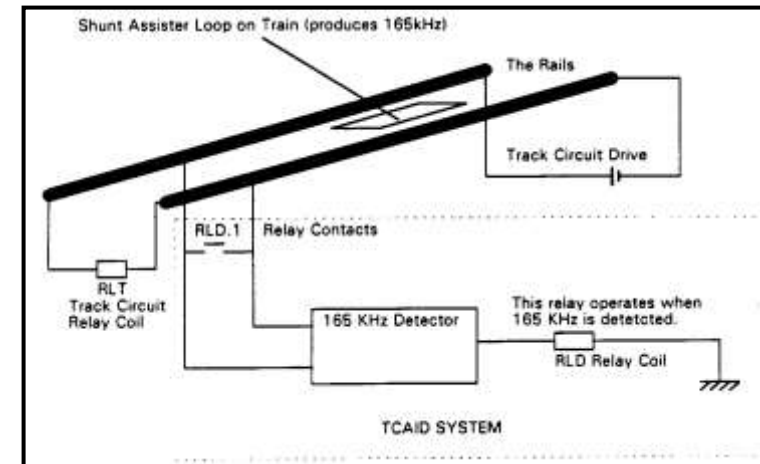 Shunt Assister Loop on Train (produces 165kHz)
The Rails
Track Circuit Drive
RLD.1
Relay Contacts
RLT
Track Circuit
Relay Coil
165 KHz Detector
This relay operates when
165 KHz is detetcted.
RLD Relay Coil
TCAID SYSTEM